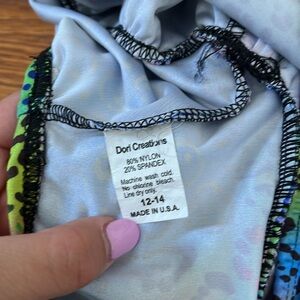 Dori Creations
80% NYLON
20% SPANDEX
Machine wash cold.
No chlorine bleach.
Line dry only.
12-14
MADE IN U.S.A.